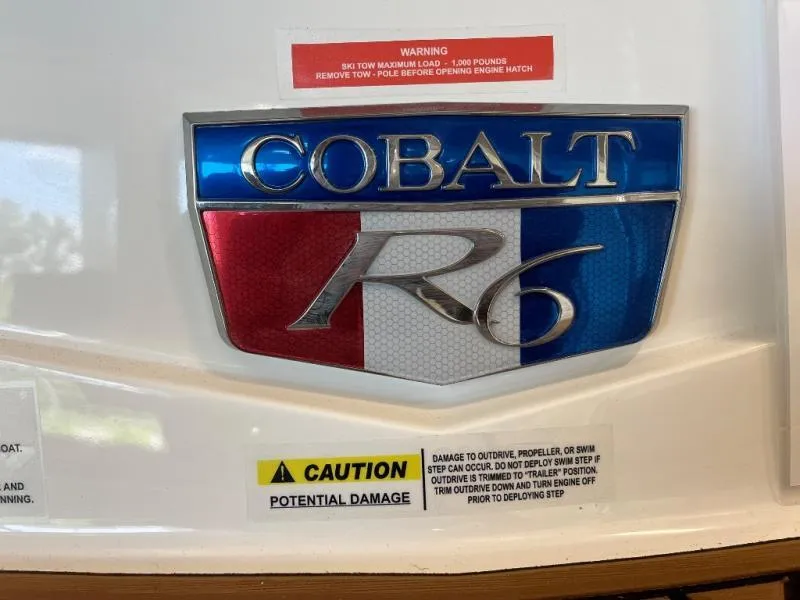 WARNING
SKI TOW MAXIMUM LOAD - 1,000 POUNDS
REMOVE TOW - POLE BEFORE OPENING ENGINE HATCH
COBALT
R6
OAT.
AND
NNING.
CAUTION
POTENTIAL DAMAGE
DAMAGE TO OUTDRIVE, PROPELLER, OR SWIM
STEP CAN OCCUR. DO NOT DEPLOY SWIM STEP IF
OUTDRIVE IS TRIMMED TO "TRAILER" POSITION.
TRIM OUTDRIVE DOWN AND TURN ENGINE OFF
PRIOR TO DEPLOYING STEP